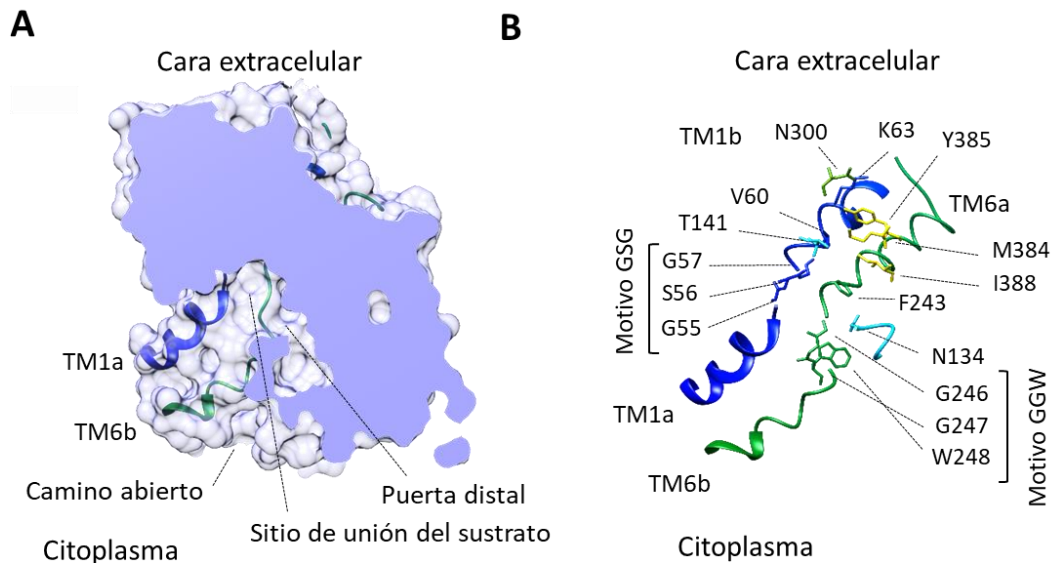 A
Cara extracelular
TM1a
TM6b
Camino abierto
Puerta distal
Sitio de unión del sustrato
Citoplasma
B
Cara extracelular
TM1b
N300
K63
Y385
V60
TM6a
T141
Motivo GSG
G57
M384
S56
I388
G55
F243
N134
TM1a
G246
G247
W248
Motivo GGW
TM6b
Citoplasma